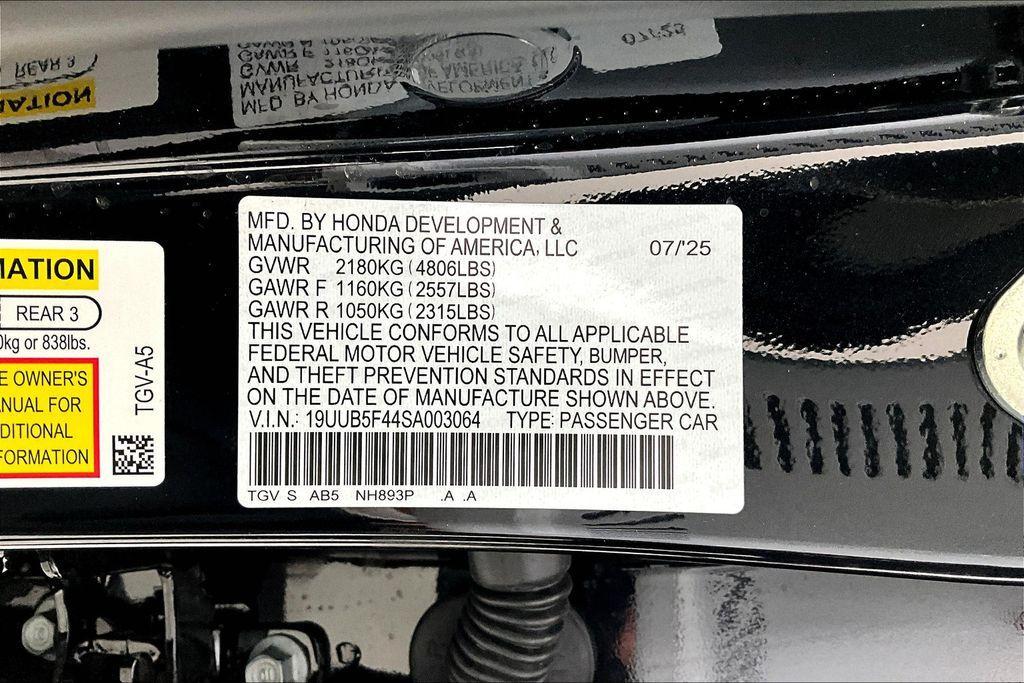 MATION
REAR 3
kg or 838lbs.
E OWNER'S
NUAL FOR
DITIONAL
FORMATION
TGV-A5
MFD. BY HONDA DEVELOPMENT &
MANUFACTURING OF AMERICA, LLC 07/'25
GVWR 2180KG (4806LBS)
GAWR F 1160KG (2557LBS)
GAWR R 1050KG (2315LBS)
THIS VEHICLE CONFORMS TO ALL APPLICABLE
FEDERAL MOTOR VEHICLE SAFETY, BUMPER,
AND THEFT PREVENTION STANDARDS IN EFFECT
ON THE DATE OF MANUFACTURE SHOWN ABOVE.
V.I.N.: 19UUB5F44SA003064 TYPE: PASSENGER CAR
TGV S AB5 NH893P .A .A